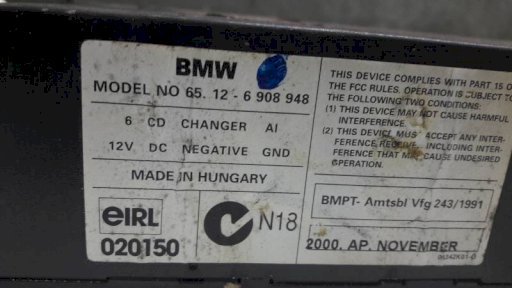 BMW
MODEL NO 65. 12 - 6 908 948
6 CD CHANGER AI
12V DC NEGATIVE GND
MADE IN HUNGARY
eIRL
020150
N18
THIS DEVICE COMPLIES WITH PART 15 O
THE FCC RULES. OPERATION IS SUBJECT TO
THE FOLLOWING TWO CONDITIONS:
(1) THIS DEVICE MAY NOT CAUSE HARMFUL
INTERFERENCE, AND
(2) THIS DEVICE MUST ACCEPT ANY INTER-
FERENCE RECEIVE, INCLUDING INTER-
FERENCE THAT MAY CAUSE UNDESIRED
OPERATION.
BMPT- Amtsbl Vfg 243/1991
2000. AP. NOVEMBER